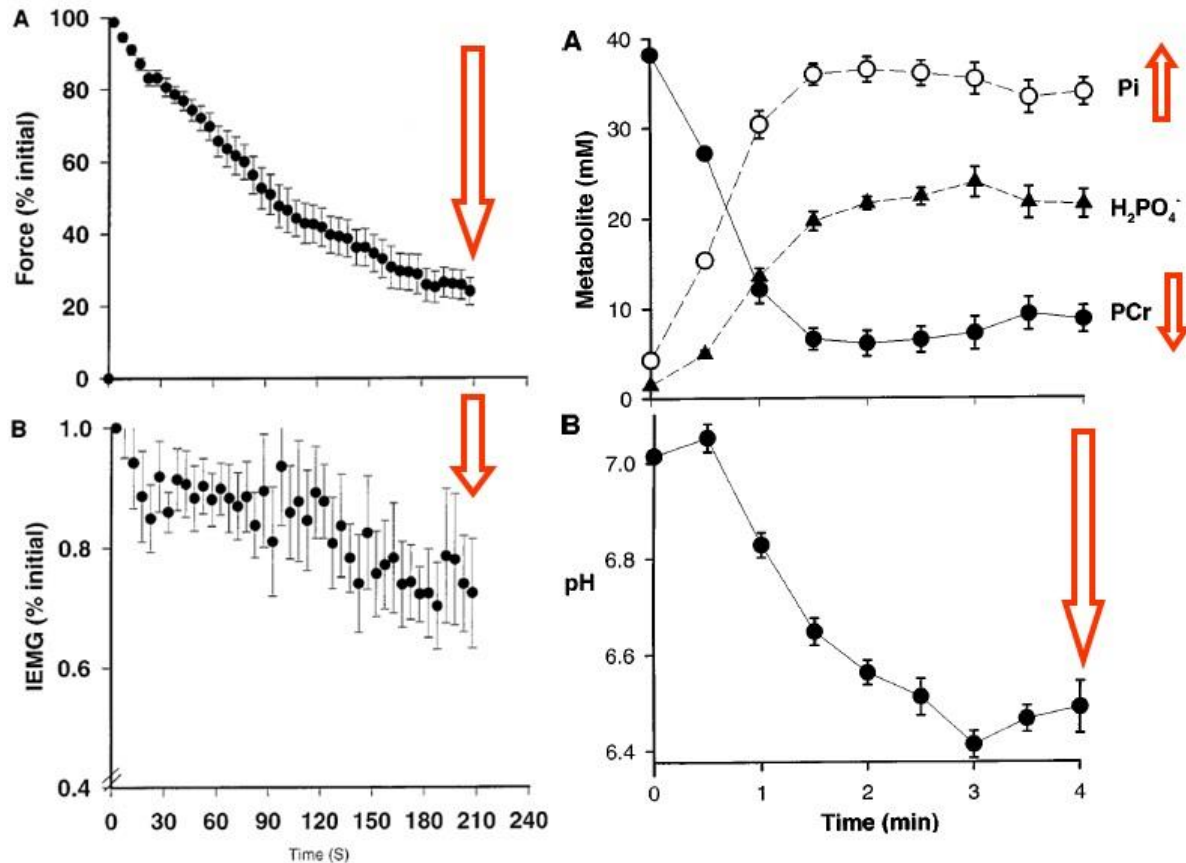 A
100
80
60
40
20
0
Force (% initial)
B
1.0
0.8
0.6
0.4
IEMG (% initial)
0 30 60 90 120 150 180 210 240
Time (S)
A
40
30
20
10
0
Metabolite (mM)
Pi
H₂PO₄⁻
PCr
B
7.0
6.8
pH
6.6
6.4
0 1 2 3 4
Time (min)